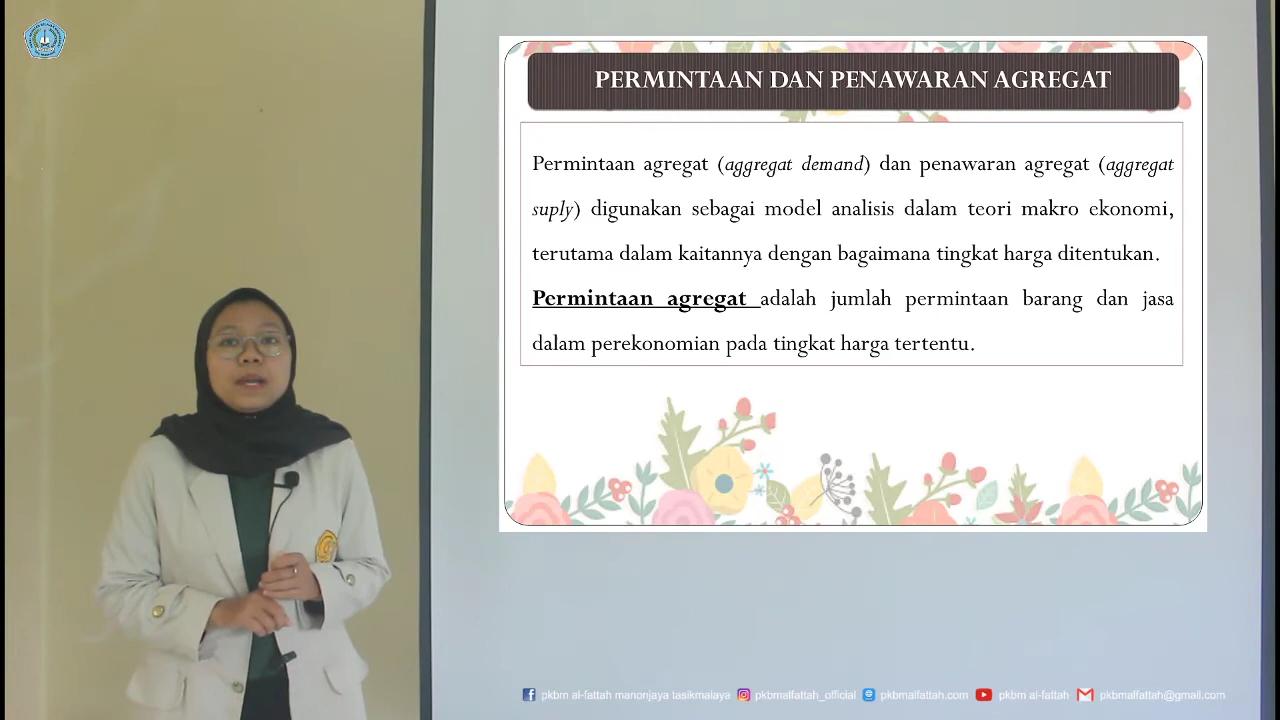 PERMINTAAN DAN PENAWARAN AGREGAT
Permintaan agregat (aggregat demand) dan penawaran agregat (aggregat
suply) digunakan sebagai model analisis dalam teori makro ekonomi,
terutama dalam kaitannya dengan bagaimana tingkat harga ditentukan.
Permintaan agregat adalah jumlah permintaan barang dan jasa
dalam perekonomian pada tingkat harga tertentu.
pkbm al-fattah manonjaya tasikmalaya pkbmalfattah_official pkbmalfattah.com pkbm al-fattah pkbmalfattah@gmail.com